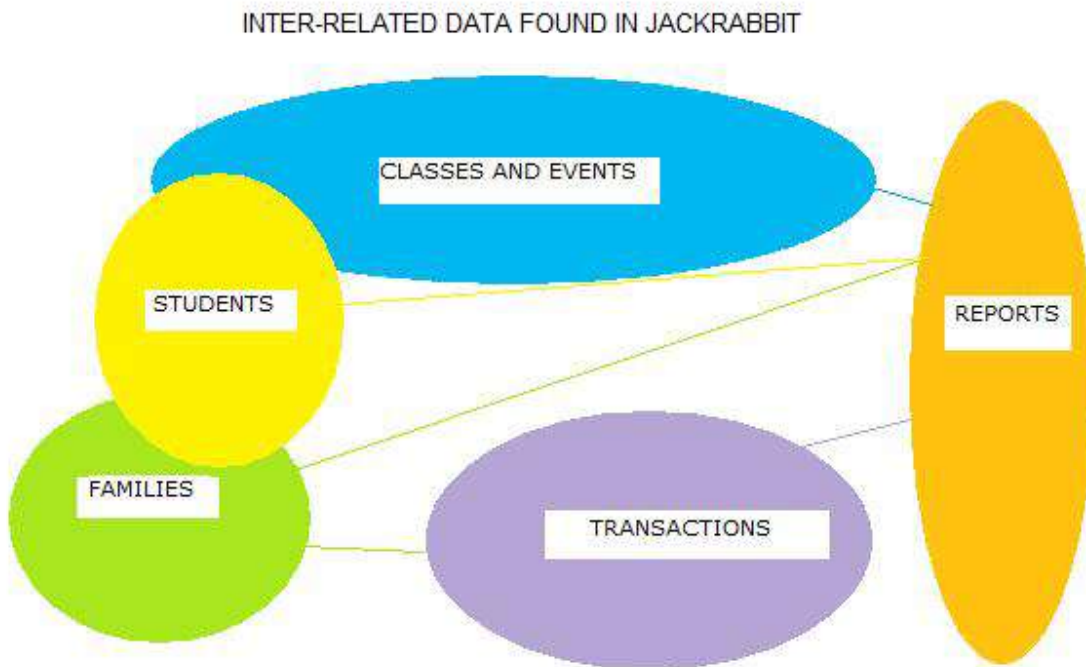 INTER-RELATED DATA FOUND IN JACKRABBIT
CLASSES AND EVENTS
STUDENTS
REPORTS
FAMILIES
TRANSACTIONS